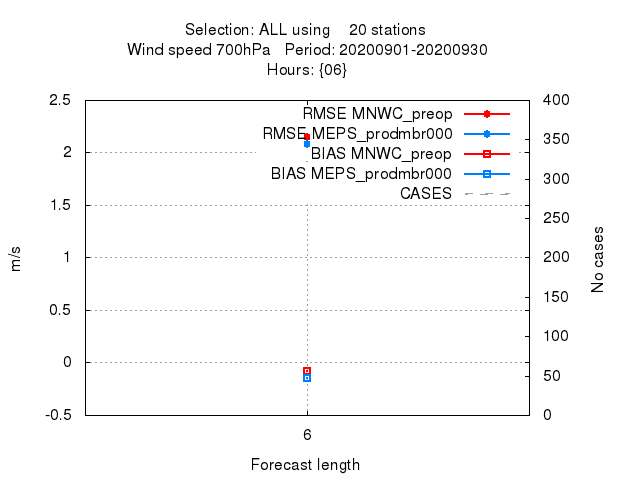 Selection: ALL using    20 stations
Wind speed 700hPa   Period: 20200901-20200930
Hours: {06}
RMSE MNWC_preop
RMSE MEPS_prodmbr000
BIAS MNWC_preop
BIAS MEPS_prodmbr000
CASES
2.5
2
1.5
1
0.5
0
-0.5
m/s
400
350
300
250
200
150
100
50
0
No cases
6
Forecast length